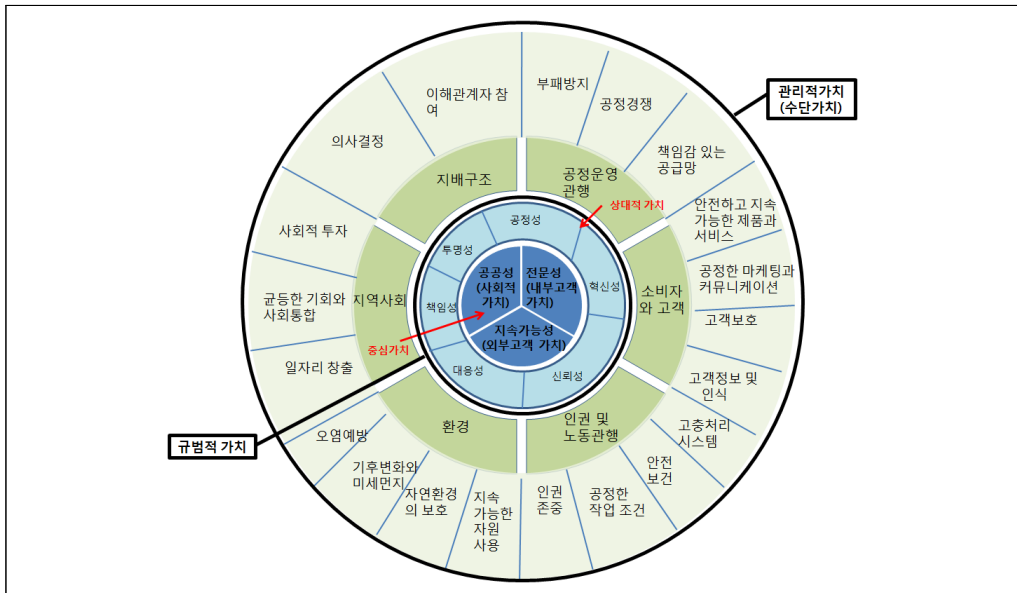 관리적가치
(수단가치)
규범적 가치
상대적 가치
중심가치
공공성
(사회적
가치)
전문성
(내부고객
가치)
지속가능성
(외부고객 가치)
공정성
혁신성
신뢰성
대응성
책임성
투명성
지배구조
공정운영
관행
소비자
와 고객
인권 및
노동관행
환경
지역사회
의사결정
이해관계자 참
여
부패방지
공정경쟁
책임감 있는
공급망
안전하고 지속
가능한 제품과
서비스
공정한 마케팅과
커뮤니케이션
고객보호
고객정보 및
인식
고충처리
시스템
안전
보건
공정한
작업 조건
인권
존중
지속
가능한
자원
사용
자연환경
의 보호
기후변화와
미세먼지
오염예방
일자리 창출
균등한 기회와
사회통합
사회적 투자